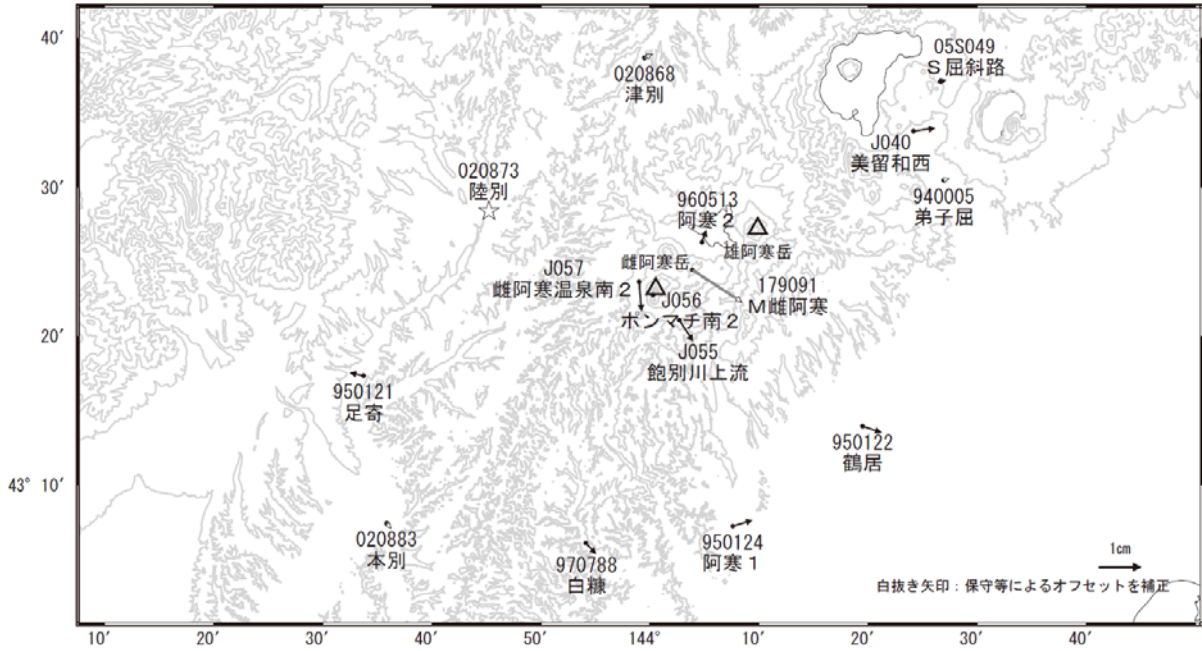 40′
30′
20′
43° 10′
020868
津別
05S049
S屈斜路
J040
美留和西
940005
弟子屈
020873
陸別
960513
阿寒2
雄阿寒岳
雌阿寒岳
J057
雌阿寒温泉南2
179091
M雌阿寒
J056
ポンマチ南2
J055
飽別川上流
950121
足寄
950122
鶴居
020883
本別
970788
白糠
950124
阿寒1
1cm
白抜き矢印:保守等によるオフセットを補正
10′ 20′ 30′ 40′ 50′ 144° 10′ 20′ 30′ 40′